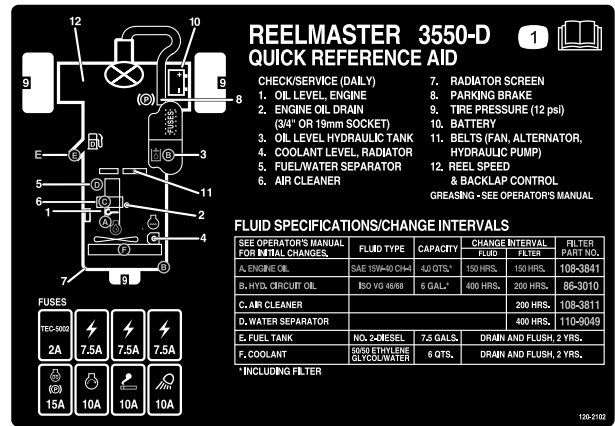 REELMASTER 3550-D
QUICK REFERENCE AID
1
CHECK/SERVICE (DAILY)
1. OIL LEVEL, ENGINE
2. ENGINE OIL DRAIN
(3/4" OR 19mm SOCKET)
3. OIL LEVEL HYDRAULIC TANK
4. COOLANT LEVEL, RADIATOR
5. FUEL/WATER SEPARATOR
6. AIR CLEANER
7. RADIATOR SCREEN
8. PARKING BRAKE
9. TIRE PRESSURE (12 psi)
10. BATTERY
11. BELTS (FAN, ALTERNATOR,
HYDRAULIC PUMP)
12. REEL SPEED
& BACKLAP CONTROL
GREASING - SEE OPERATOR'S MANUAL
12
10
9
9
(P)
8
FUSES
E
E
B
3
5
D
11
6
C
1
2
A
4
F
7
B
9
FLUID SPECIFICATIONS/CHANGE INTERVALS
SEE OPERATOR'S MANUAL FOR INITIAL CHANGES. FLUID TYPE CAPACITY CHANGE INTERVAL FLUID FILTER FILTER PART NO.
A. ENGINE OIL SAE 15W-40 CH-4 4.0 QTS.* 150 HRS. 150 HRS. 108-3841
B. HYD. CIRCUIT OIL ISO VG 46/68 6 GAL.* 400 HRS. 200 HRS. 86-3010
C. AIR CLEANER 200 HRS. 108-3811
D. WATER SEPARATOR 400 HRS. 110-9049
E. FUEL TANK NO. 2-DIESEL 7.5 GALS. DRAIN AND FLUSH, 2 YRS.
F. COOLANT 50/50 ETHYLENE GLYCOL/WATER 6 QTS. DRAIN AND FLUSH, 2 YRS.
*INCLUDING FILTER
FUSES
TEC-5002
2A 7.5A 7.5A 7.5A
(P)
15A 10A 10A 10A
120-2102